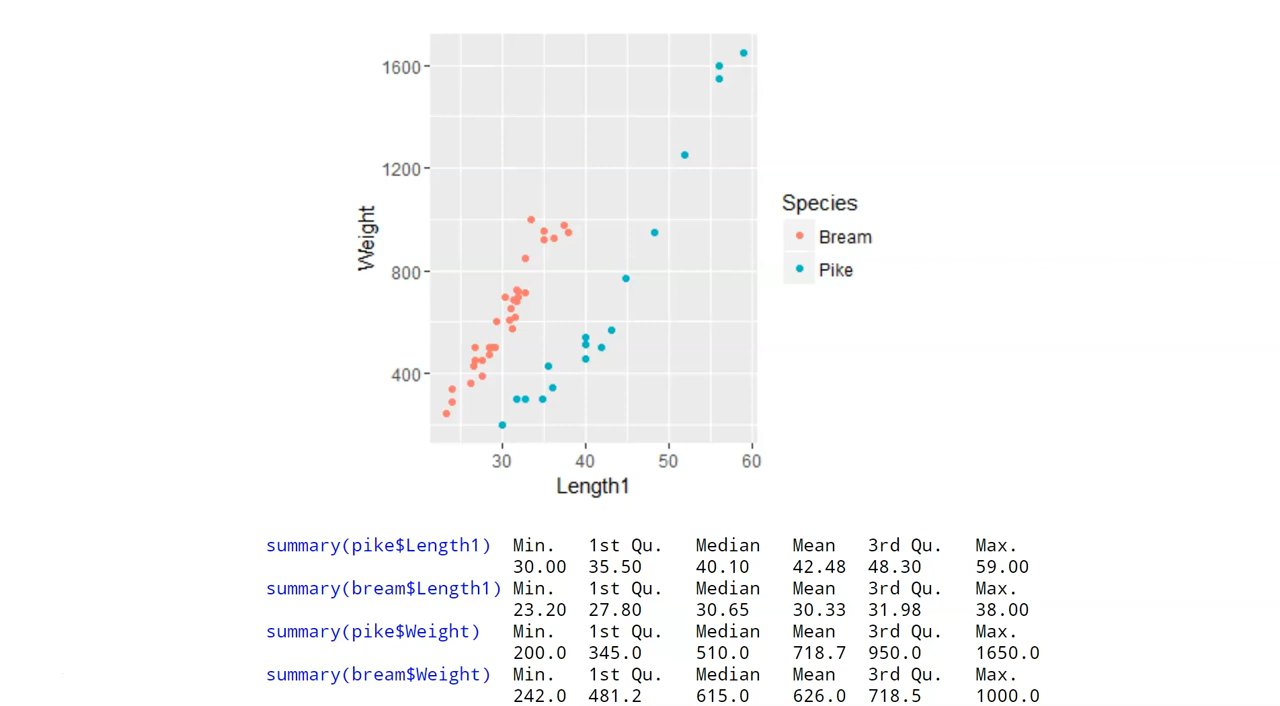 1600
1200
800
400
Weight
30 40 50 60
Length1
Species
Bream
Pike
summary(pike$Length1) Min. 1st Qu. Median Mean 3rd Qu. Max.
30.00 35.50 40.10 42.48 48.30 59.00
summary(bream$Length1) Min. 1st Qu. Median Mean 3rd Qu. Max.
23.20 27.80 30.65 30.33 31.98 38.00
summary(pike$Weight) Min. 1st Qu. Median Mean 3rd Qu. Max.
200.0 345.0 510.0 718.7 950.0 1650.0
summary(bream$Weight) Min. 1st Qu. Median Mean 3rd Qu. Max.
242.0 481.2 615.0 626.0 718.5 1000.0